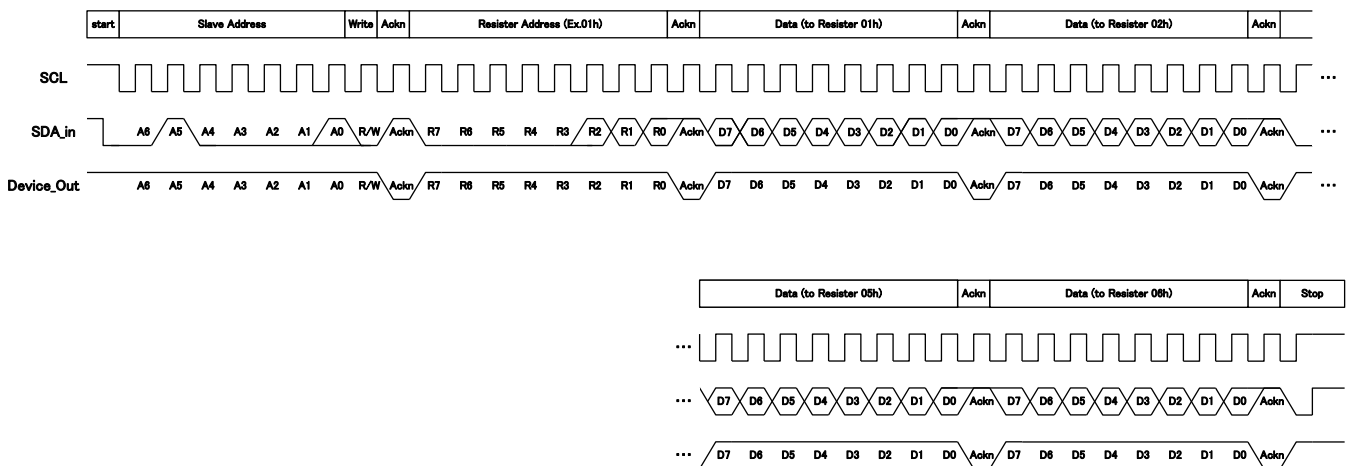 start Slave Address Write Ackn Resister Address (Ex.01h) Ackn Data (to Resister 01h) Ackn Data (to Resister 02h) Ackn
SCL ...
SDA_in A6 A5 A4 A3 A2 A1 A0 R/W Ackn R7 R6 R5 R4 R3 R2 R1 R0 Ackn D7 D6 D5 D4 D3 D2 D1 D0 Ackn D7 D6 D5 D4 D3 D2 D1 D0 Ackn ...
Device_Out A6 A5 A4 A3 A2 A1 A0 R/W Ackn R7 R6 R5 R4 R3 R2 R1 R0 Ackn D7 D6 D5 D4 D3 D2 D1 D0 Ackn D7 D6 D5 D4 D3 D2 D1 D0 Ackn ...
Data (to Resister 05h) Ackn Data (to Resister 06h) Ackn Stop
...
... D7 D6 D5 D4 D3 D2 D1 D0 Ackn D7 D6 D5 D4 D3 D2 D1 D0 Ackn
... D7 D6 D5 D4 D3 D2 D1 D0 Ackn D7 D6 D5 D4 D3 D2 D1 D0 Ackn